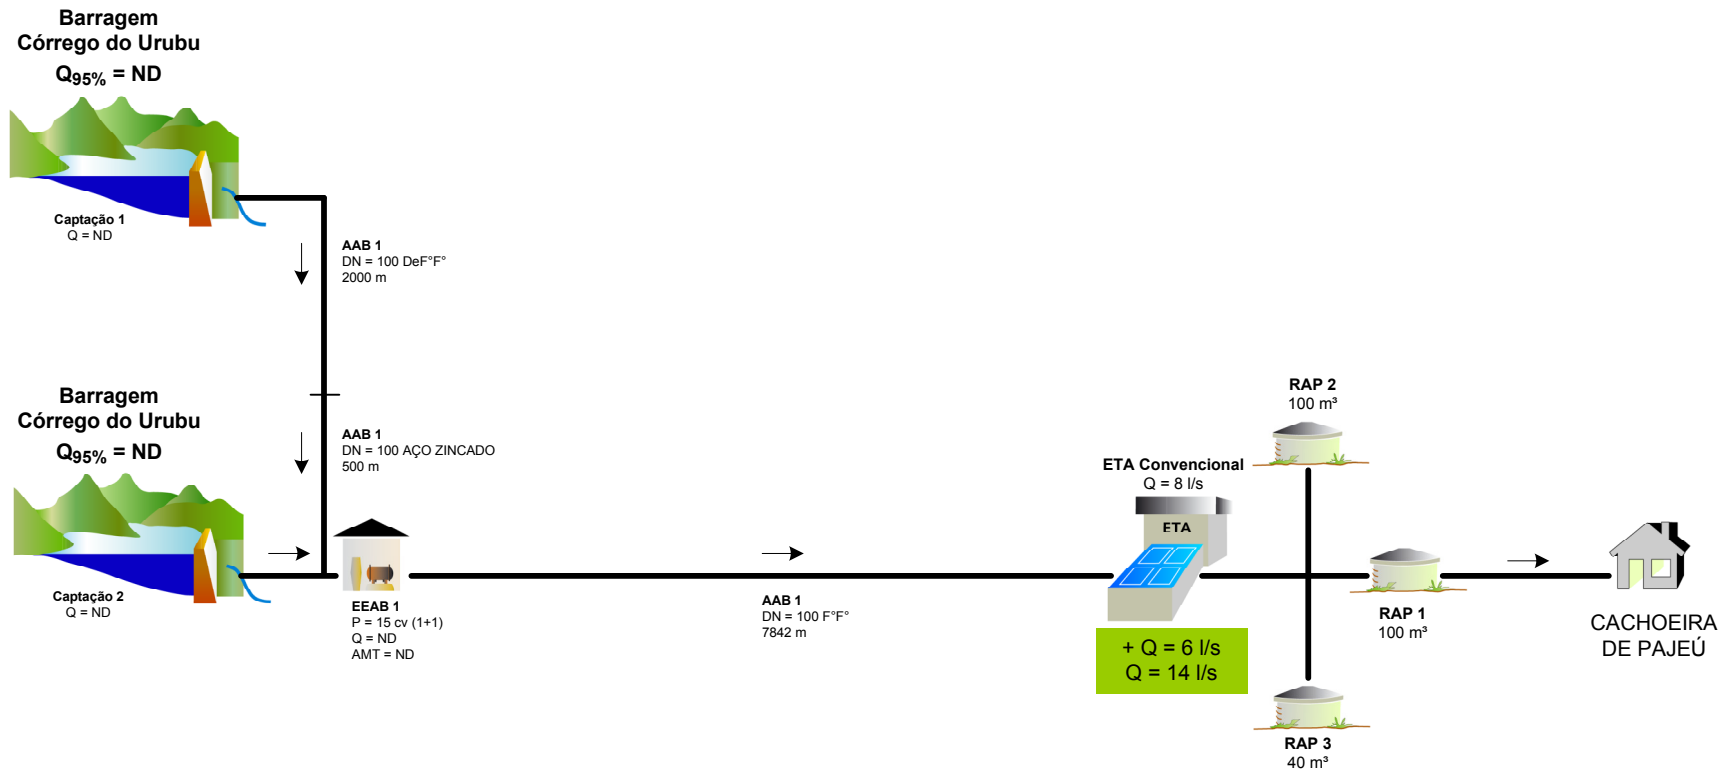 Barragem
Córrego do Urubu
Q95% = ND
Captação 1
Q = ND
AAB 1
DN = 100 DeF°F°
2000 m
Barragem
Córrego do Urubu
Q95% = ND
Captação 2
Q = ND
AAB 1
DN = 100 AÇO ZINCADO
500 m
EEAB 1
P = 15 cv (1+1)
Q = ND
AMT = ND
AAB 1
DN = 100 F°F°
7842 m
ETA Convencional
Q = 8 l/s
ETA
+ Q = 6 l/s
Q = 14 l/s
RAP 2
100 m³
RAP 1
100 m³
RAP 3
40 m³
CACHOEIRA
DE PAJEÚ